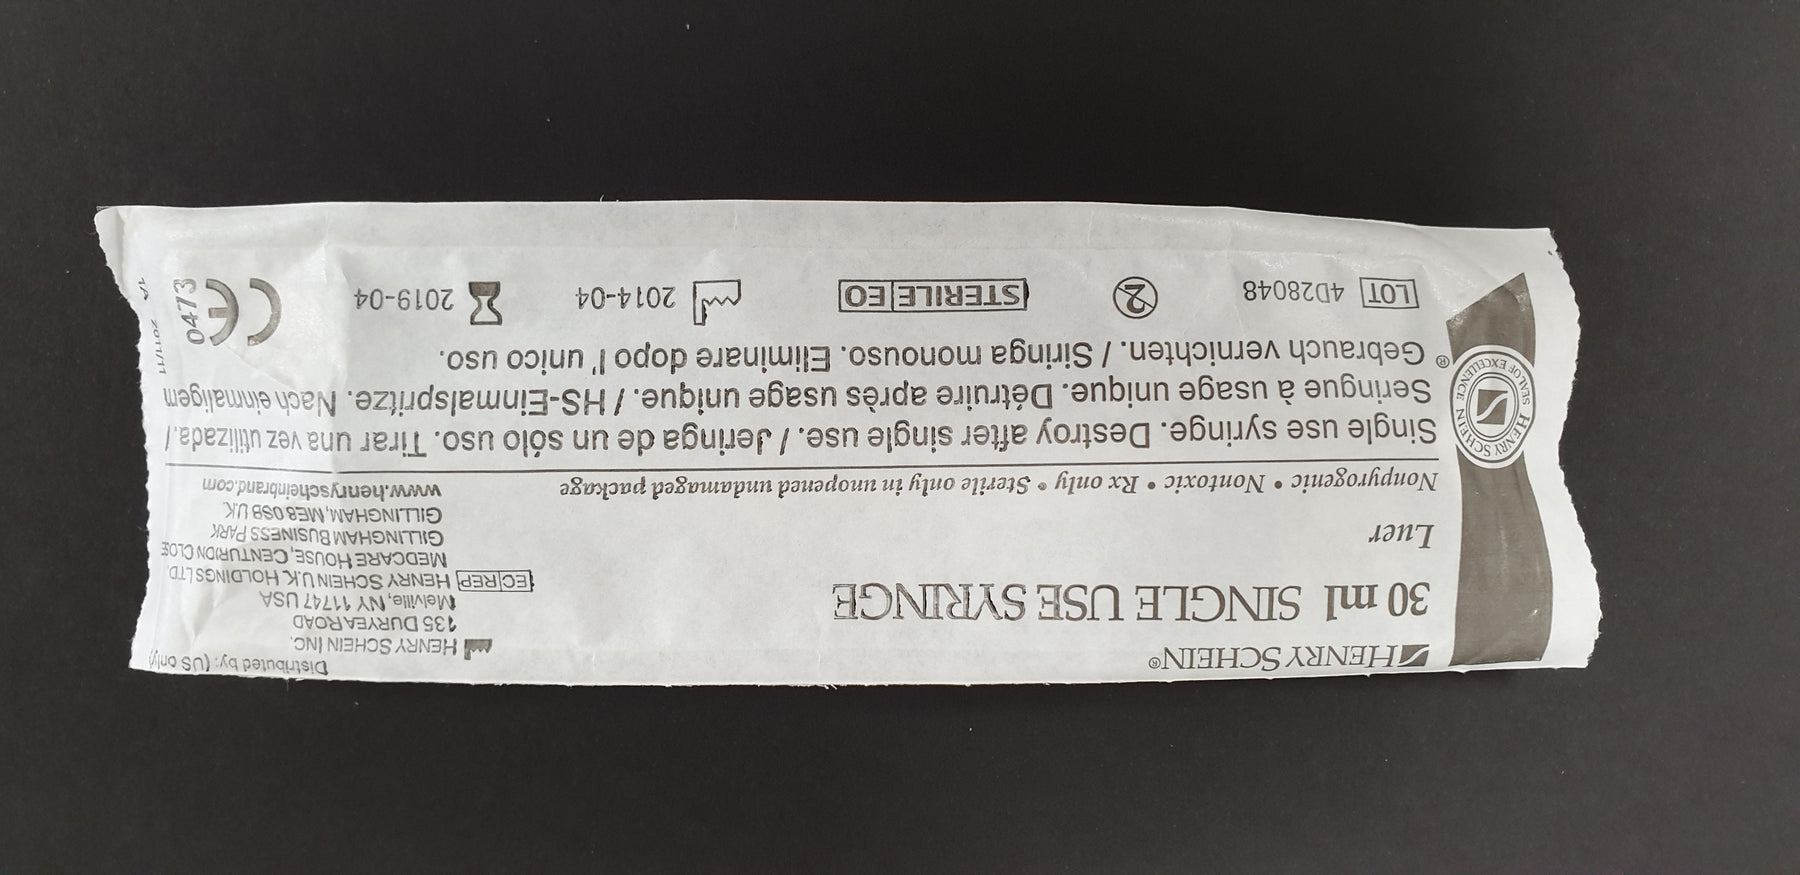 HENRY SCHEIN®
30 ml SINGLE USE SYRINGE
Luer
Nonpyrogenic • Nontoxic • Rx only • Sterile only in unopened undamaged package
Distributed by: (US only)
HENRY SCHEIN INC.
135 DURYEA ROAD
Melville, NY 11747 USA
EC REP HENRY SCHEIN U.K. HOLDINGS LTD.
MEDCARE HOUSE, CENTURION CLOSE
GILLINGHAM BUSINESS PARK
GILLINGHAM, ME8 0SB U.K.
www.henryscheinbrand.com
Single use syringe. Destroy after single use. / Jeringa de un sólo uso. Tirar una vez utilizada. /
Seringue à usage unique. Détruire après usage unique. / HS-Einmalspritze. Nach einmaligem
Gebrauch vernichten. / Siringa monouso. Eliminare dopo l' unico uso.
LOT 4D28048 2 STERILE EO 2014-04 2019-04 CE
0473
HENRY SCHEIN
SEAL OF EXCELLENCE
®